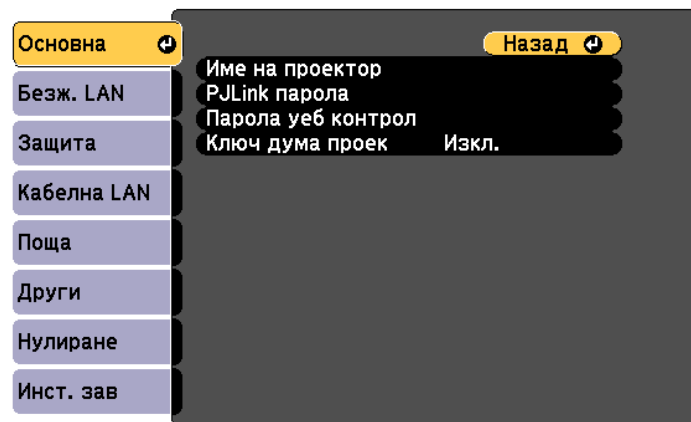 Основна
Безж. LAN
Защита
Кабелна LAN
Поща
Други
Нулиране
Инст. зав
Назад
Име на проектор
PJLink парола
Парола уеб контрол
Ключ дума проек Изкл.